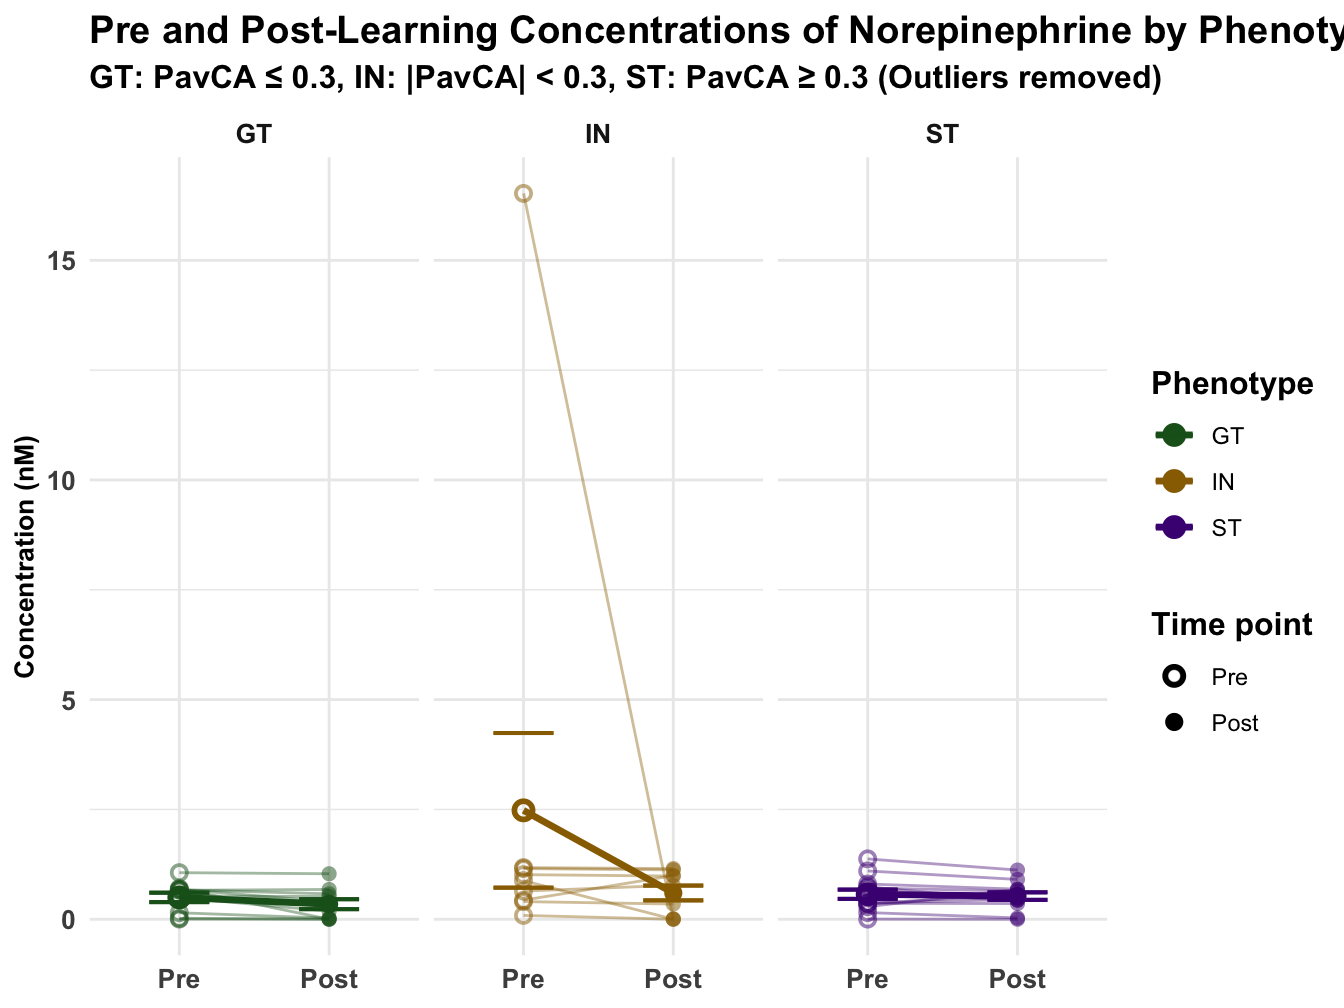 Pre and Post-Learning Concentrations of Norepinephrine by Phenoty
GT: PavCA ≤ 0.3, IN: |PavCA| < 0.3, ST: PavCA ≥ 0.3 (Outliers removed)
GT
IN
ST
15
10
5
0
Concentration (nM)
Pre
Post
Pre
Post
Pre
Post
Phenotype
GT
IN
ST
Time point
Pre
Post